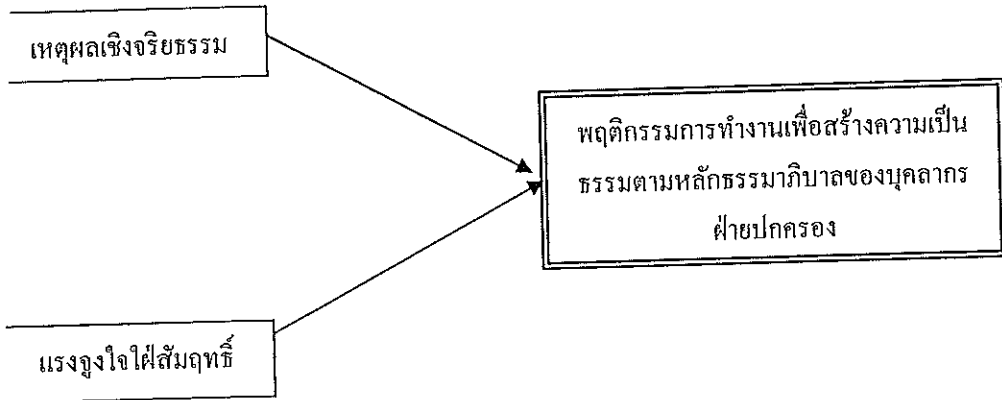 เหตุผลเชิงจริยธรรม
พฤติกรรมการทำงานเพื่อสร้างความเป็น
ธรรมตามหลักธรรมาภิบาลของบุคลากร
ฝ่ายปกครอง
แรงจูงใจใฝ่สัมฤทธิ์